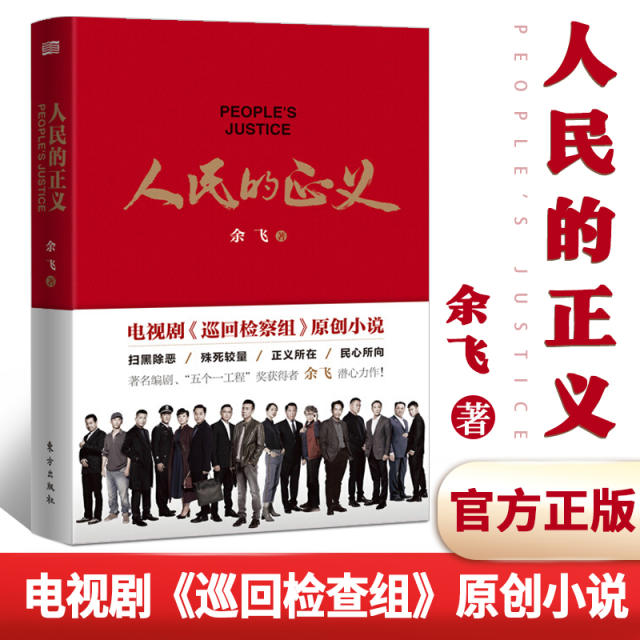 人民的正义
PEOPLE'S JUSTICE
余飞 著
东方出版社
PEOPLE'S
JUSTICE
人民的正义
余飞 著
电视剧《巡回检察组》原创小说
扫黑除恶 / 殊死较量 / 正义所在 / 民心所向
著名编剧、“五个一工程”奖获得者 余飞 潜心力作!
人民的正义
PEOPLE'S JUSTICE
余飞 著
官方正版
电视剧《巡回检查组》原创小说